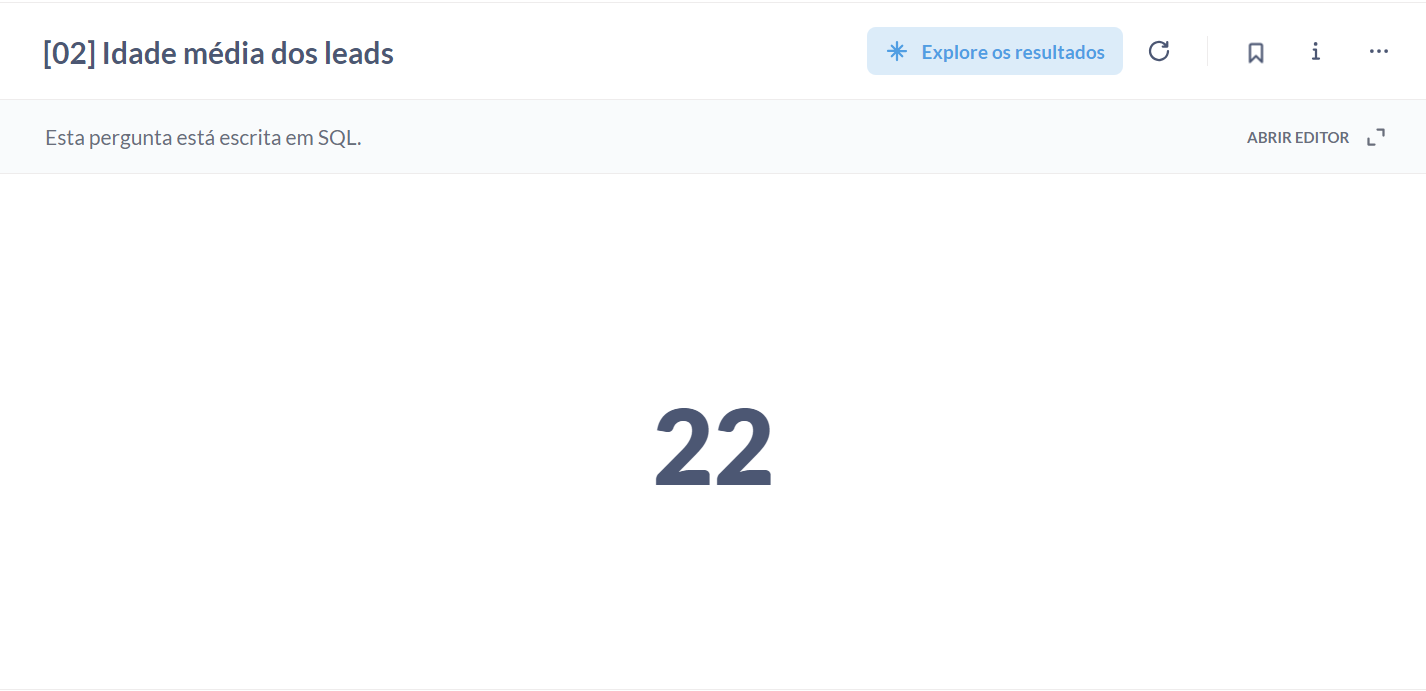 [02] Idade média dos leads
Explore os resultados
Esta pergunta está escrita em SQL.
ABRIR EDITOR
22